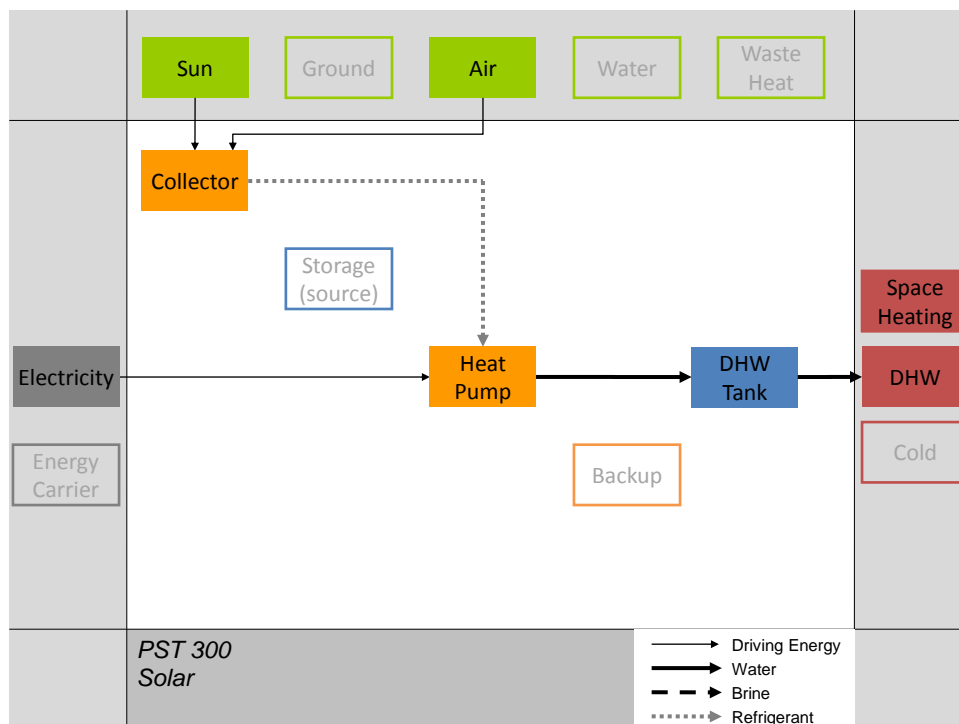 Sun
Ground
Air
Water
Waste
Heat
Collector
Storage
(source)
Space
Heating
Electricity
Heat
Pump
DHW
Tank
DHW
Energy
Carrier
Backup
Cold
PST 300
Solar
Driving Energy
Water
Brine
Refrigerant